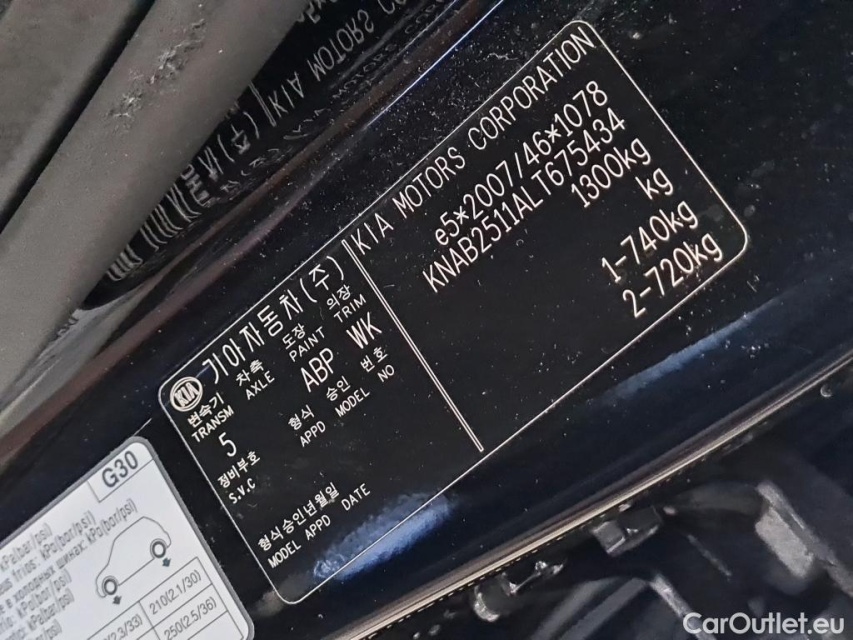 KIA 기아자동차(주) KIA MOTORS CORPORATION
변속기 차축 도장 의장
TRANSM AXLE PAINT TRIM
5 ABP WK
정비부호 형식 승인 번호
S.V.C APPD MODEL NO
형식승인년월일
MODEL APPD DATE
e5*2007/46*1078
KNAB2511ALT675434
1300kg
kg
1-740kg
2-720kg
G30
210(2.1/30)
250(2.5/36)
CarOutlet.eu